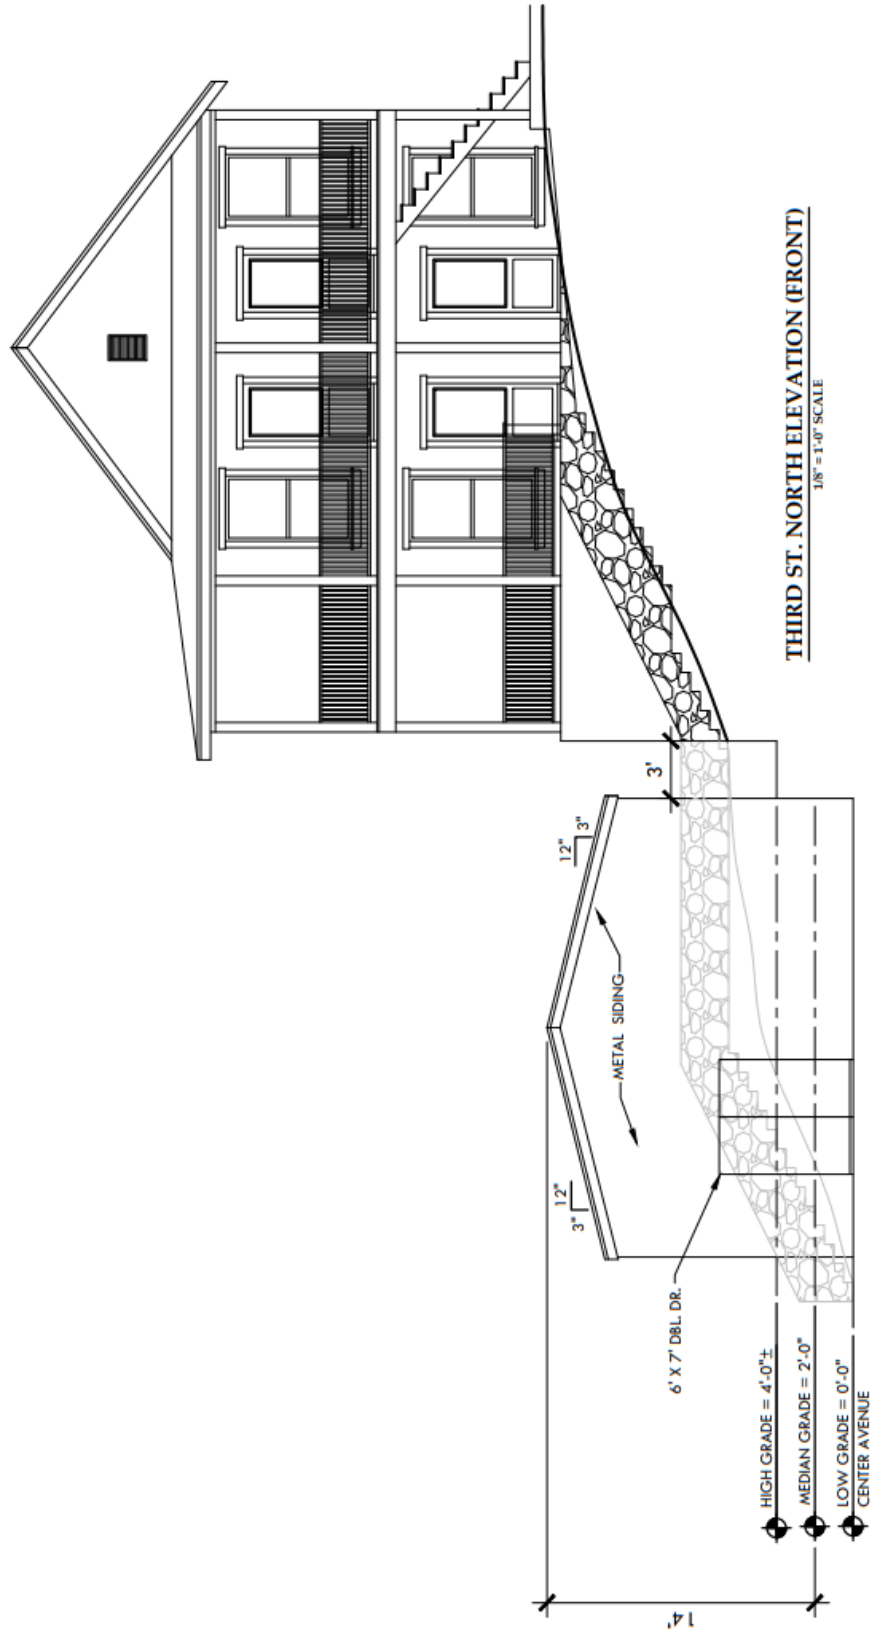 12"
3"
3'
METAL SIDING
12"
3"
6' X 7' DBL. DR.
HIGH GRADE = 4'-0"±
MEDIAN GRADE = 2'-0"
LOW GRADE = 0'-0"
CENTER AVENUE
14'
THIRD ST. NORTH ELEVATION (FRONT)
1/8" = 1'-0" SCALE